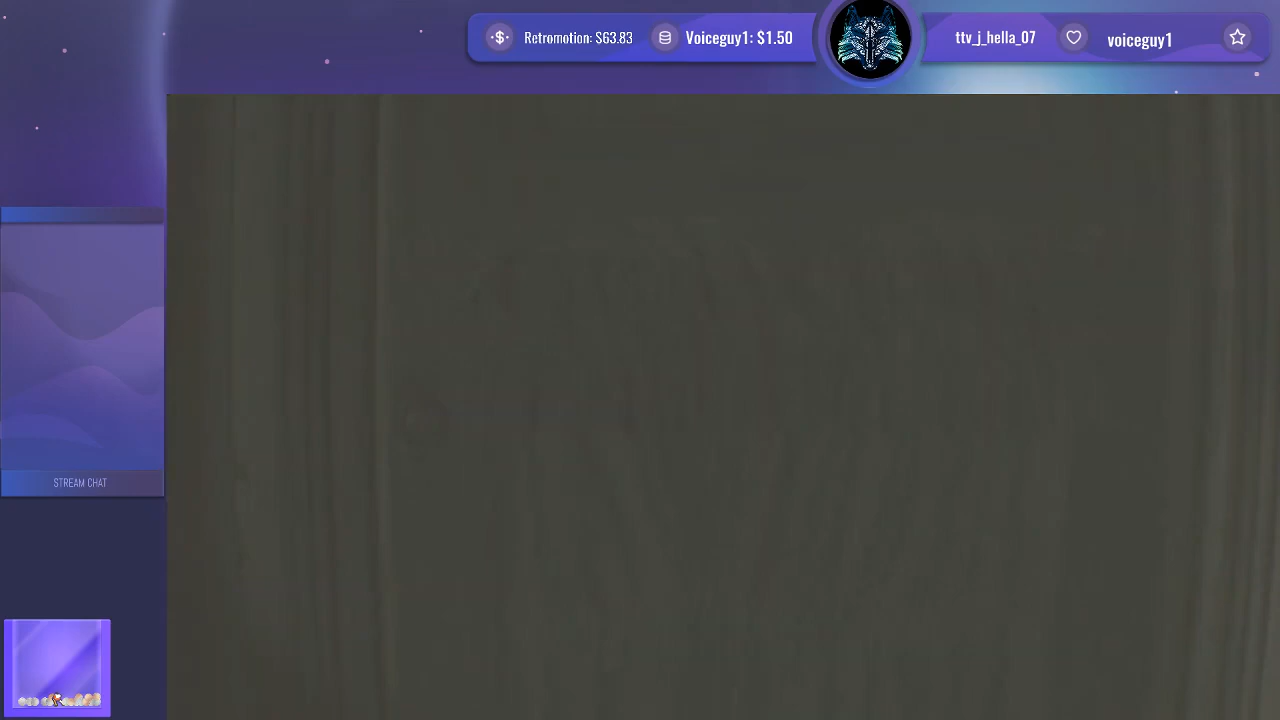 Retromotion: $63.83
Voiceguy1: $1.50
ttv_j_hella_07
voiceguy1
STREAM CHAT